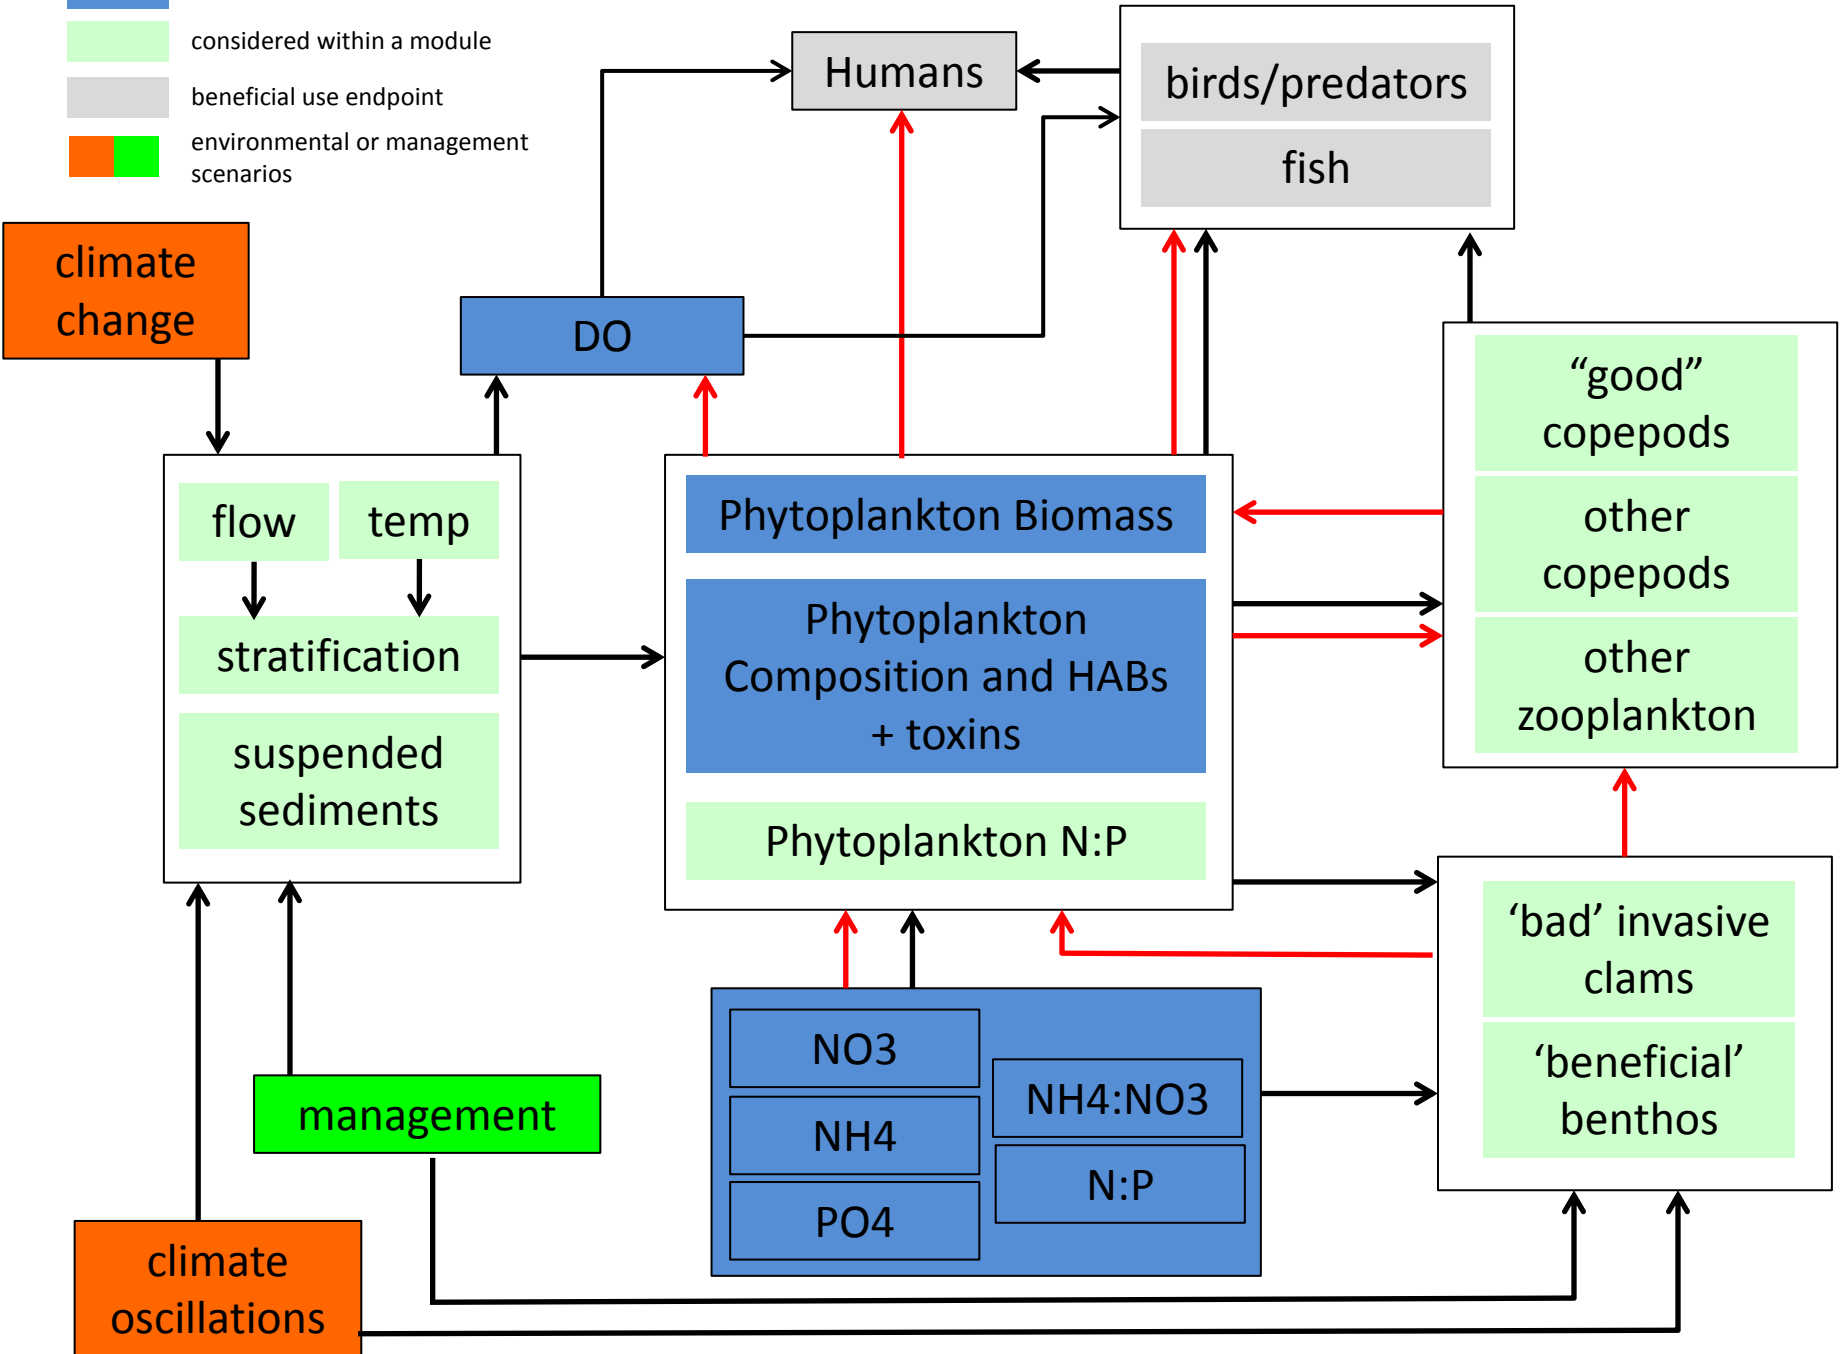 considered within a module
beneficial use endpoint
environmental or management
scenarios
Humans
birds/predators
fish
climate
change
DO
"good"
copepods
other
copepods
other
zooplankton
flow
temp
stratification
suspended
sediments
Phytoplankton Biomass
Phytoplankton
Composition and HABs
+ toxins
Phytoplankton N:P
‘bad’ invasive
clams
‘beneficial’
benthos
NO3
NH4
PO4
NH4:NO3
N:P
management
climate
oscillations